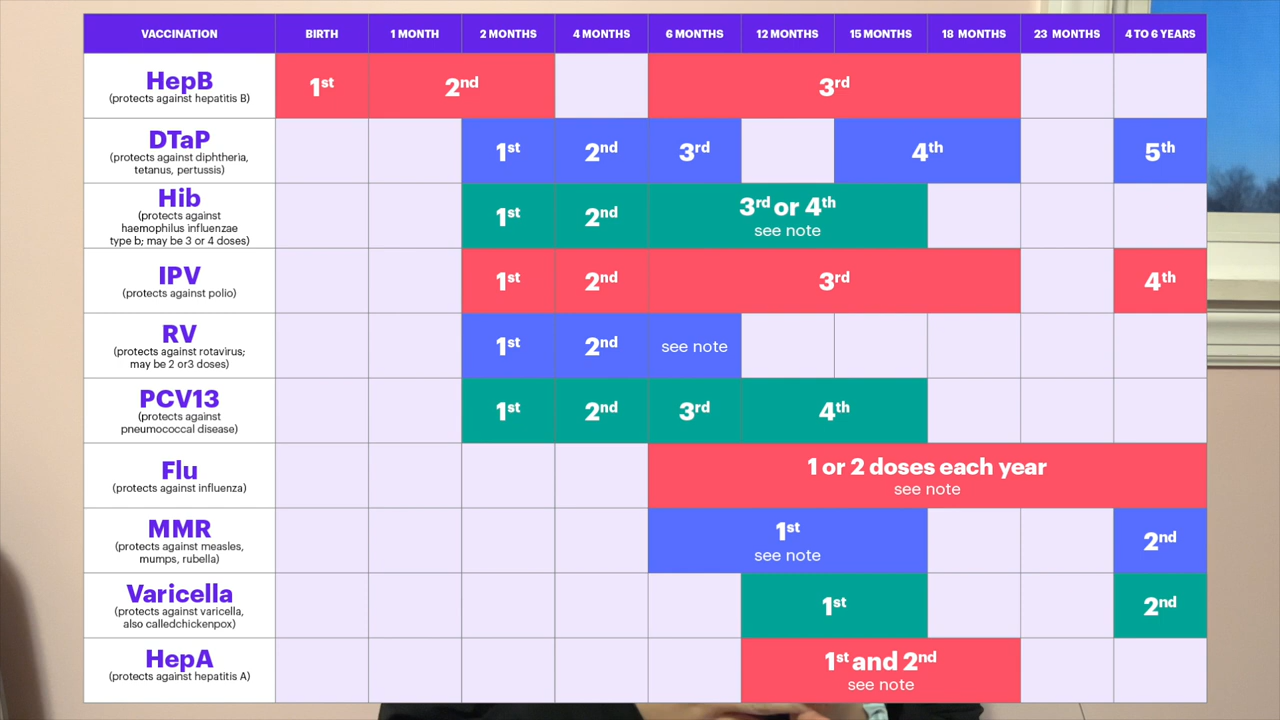 VACCINATION BIRTH 1 MONTH 2 MONTHS 4 MONTHS 6 MONTHS 12 MONTHS 15 MONTHS 18 MONTHS 23 MONTHS 4 TO 6 YEARS
HepB
(protects against hepatitis B)
1st 2nd 3rd
DTaP
(protects against diphtheria,
tetanus, pertussis)
1st 2nd 3rd 4th 5th
Hib
(protects against
haemophilus influenzae
type b; may be 3 or 4 doses)
1st 2nd 3rd or 4th
see note
IPV
(protects against polio)
1st 2nd 3rd 4th
RV
(protects against rotavirus;
may be 2 or3 doses)
1st 2nd see note
PCV13
(protects against
pneumococcal disease)
1st 2nd 3rd 4th
Flu
(protects against influenza)
1 or 2 doses each year
see note
MMR
(protects against measles,
mumps, rubella)
1st
see note
2nd
Varicella
(protects against varicella,
also calledchickenpox)
1st 2nd
HepA
(protects against hepatitis A)
1st and 2nd
see note